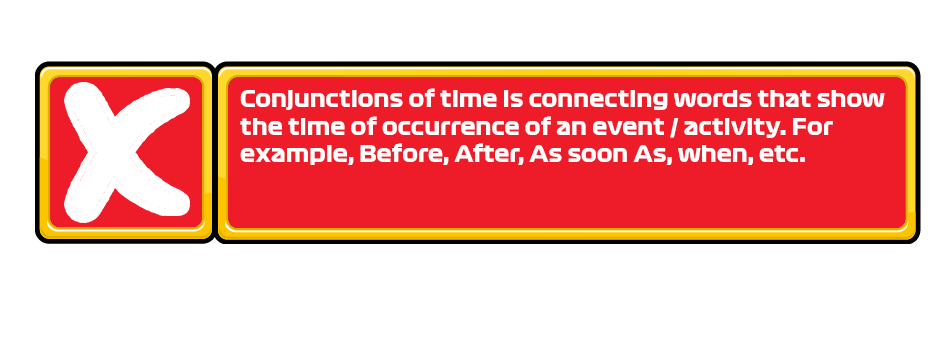 Conjunctions of time is connecting words that show
the time of occurrence of an event / activity. For
example, Before, After, As soon As, when, etc.